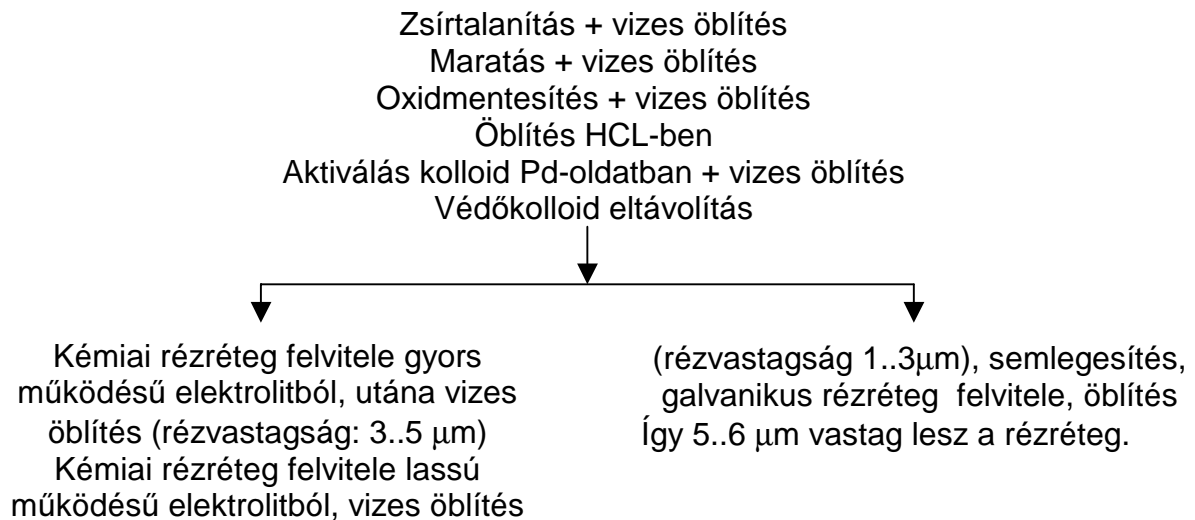 Zsírtalanítás + vizes öblítés
Maratás + vizes öblítés
Oxidmentesítés + vizes öblítés
Öblítés HCL-ben
Aktiválás kolloid Pd-oldatban + vizes öblítés
Védőkolloid eltávolítás
Kémiai rézréteg felvitele gyors
működésű elektrolitból, utána vizes
öblítés (rézvastagság: 3..5 μm)
Kémiai rézréteg felvitele lassú
működésű elektrolitból, vizes öblítés
(rézvastagság 1..3μm), semlegesítés,
galvanikus rézréteg felvitele, öblítés
Így 5..6 μm vastag lesz a rézréteg.